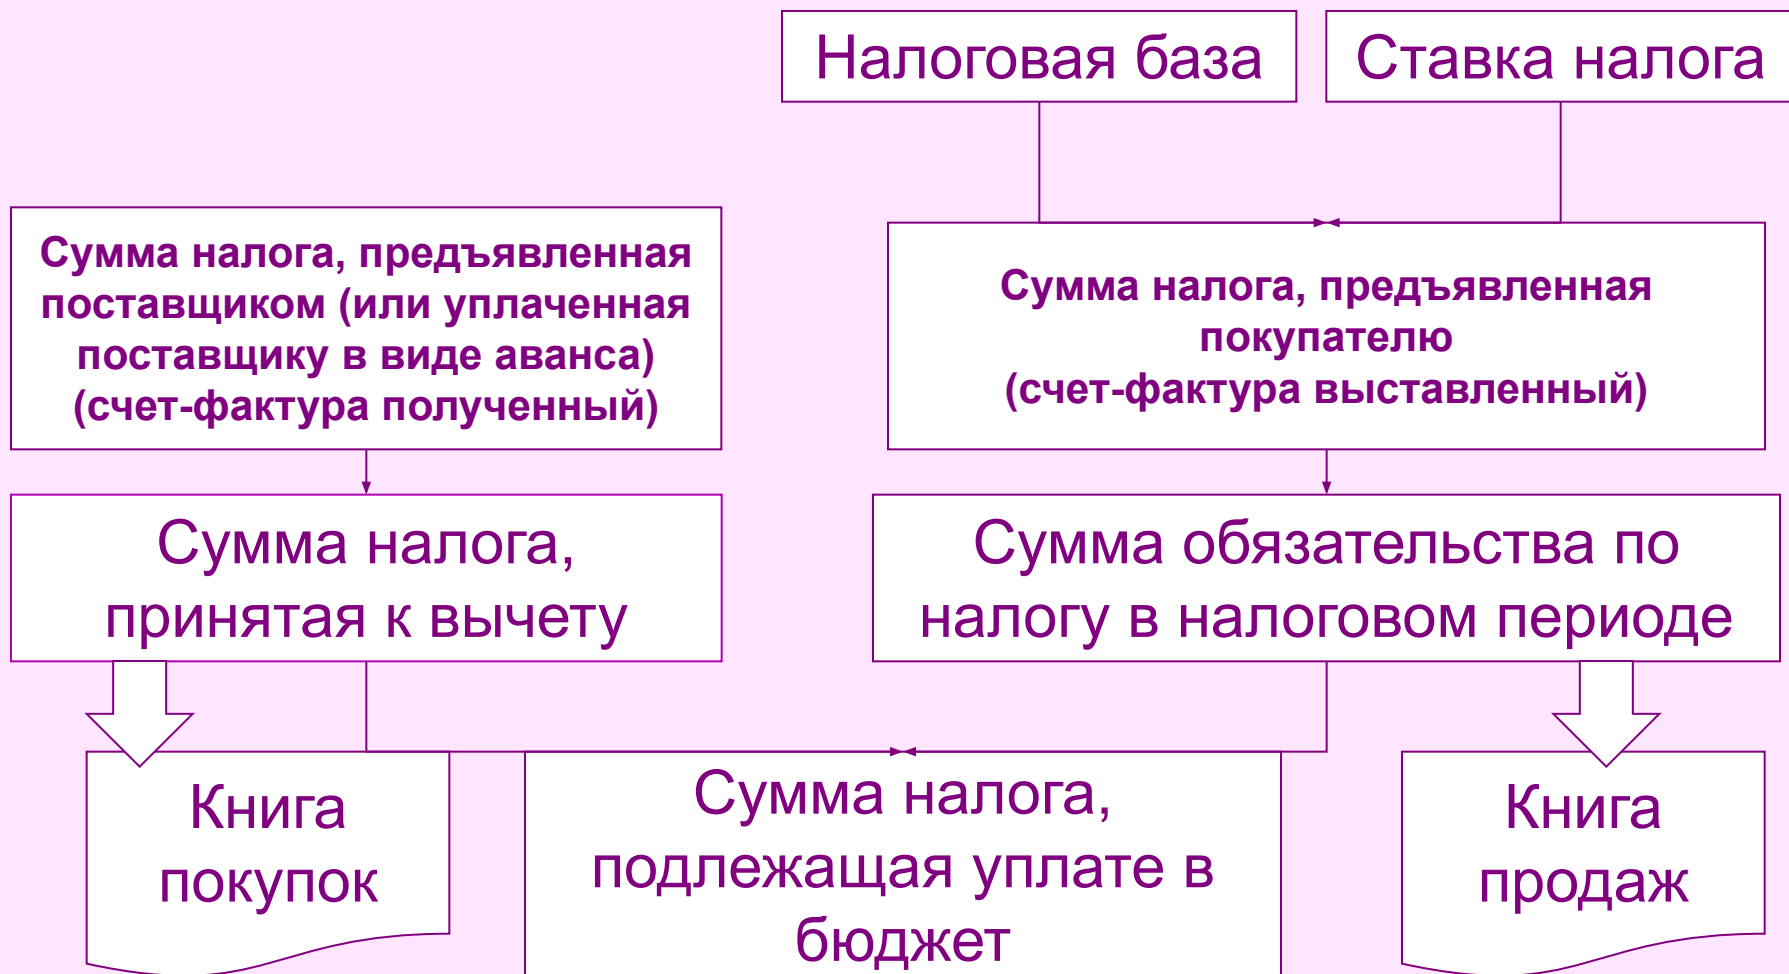 Налоговая база
Ставка налога
Сумма налога, предъявленная
поставщиком (или уплаченная
поставщику в виде аванса)
(счет-фактура полученный)
Сумма налога, предъявленная
покупателю
(счет-фактура выставленный)
Сумма налога,
принятая к вычету
Сумма обязательства по
налогу в налоговом периоде
Книга
покупок
Сумма налога,
подлежащая уплате в
бюджет
Книга
продаж